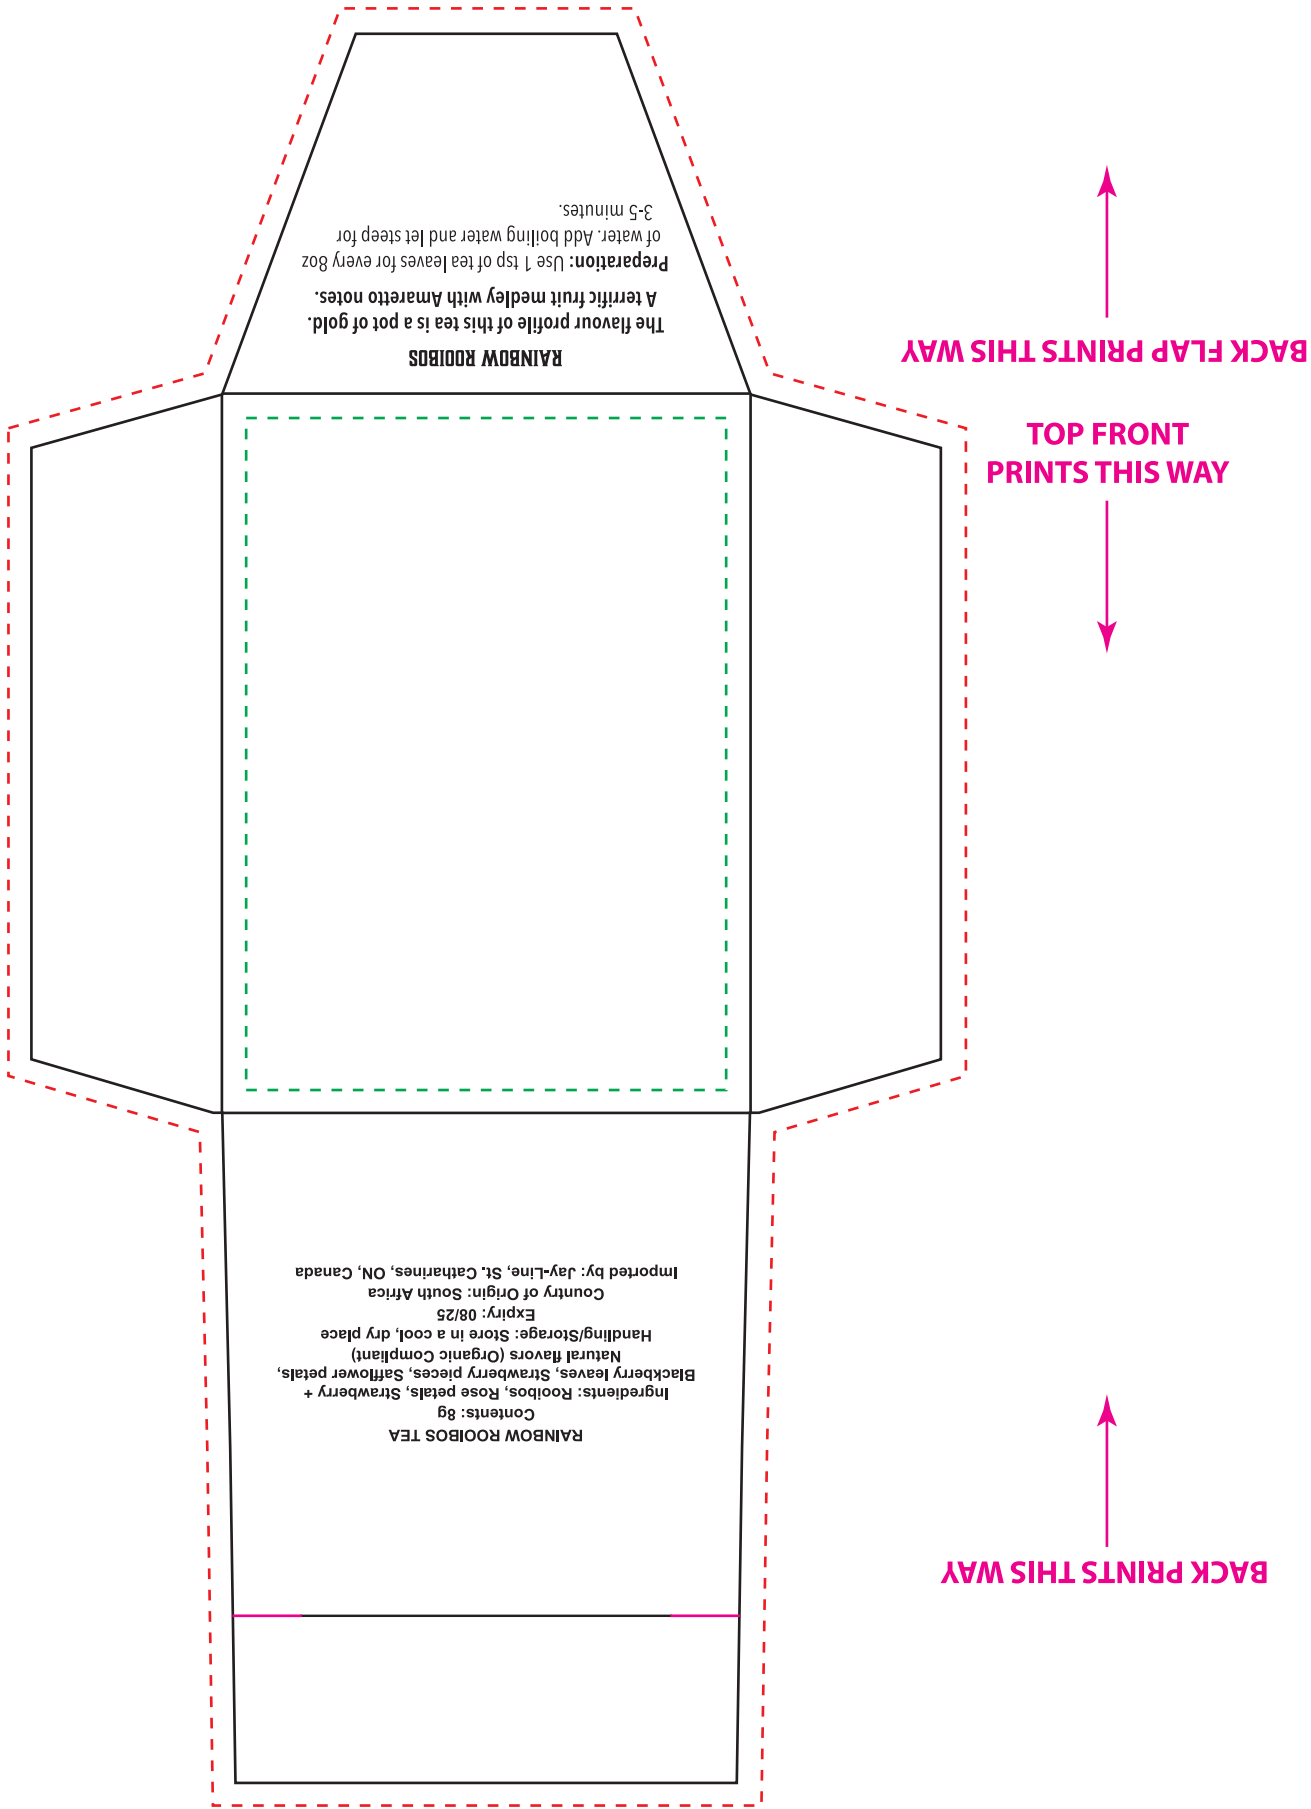 RAINBOW ROOIBOS
The flavour profile of this tea is a pot of gold.
A terrific fruit medley with Amaretto notes.
Preparation: Use 1 tsp of tea leaves for every 8oz
of water. Add boiling water and let steep for
3-5 minutes.
BACK FLAP PRINTS THIS WAY
TOP FRONT
PRINTS THIS WAY
RAINBOW ROOIBOS TEA
Contents: 8g
Ingredients: Rooibos, Rose petals, Strawberry +
Blackberry leaves, Strawberry pieces, Safflower petals,
Natural flavors (Organic Compliant)
Handling/Storage: Store in a cool, dry place
Expiry: 08/25
Country of Origin: South Africa
Imported by: Jay-Line, St. Catharines, ON, Canada
BACK PRINTS THIS WAY